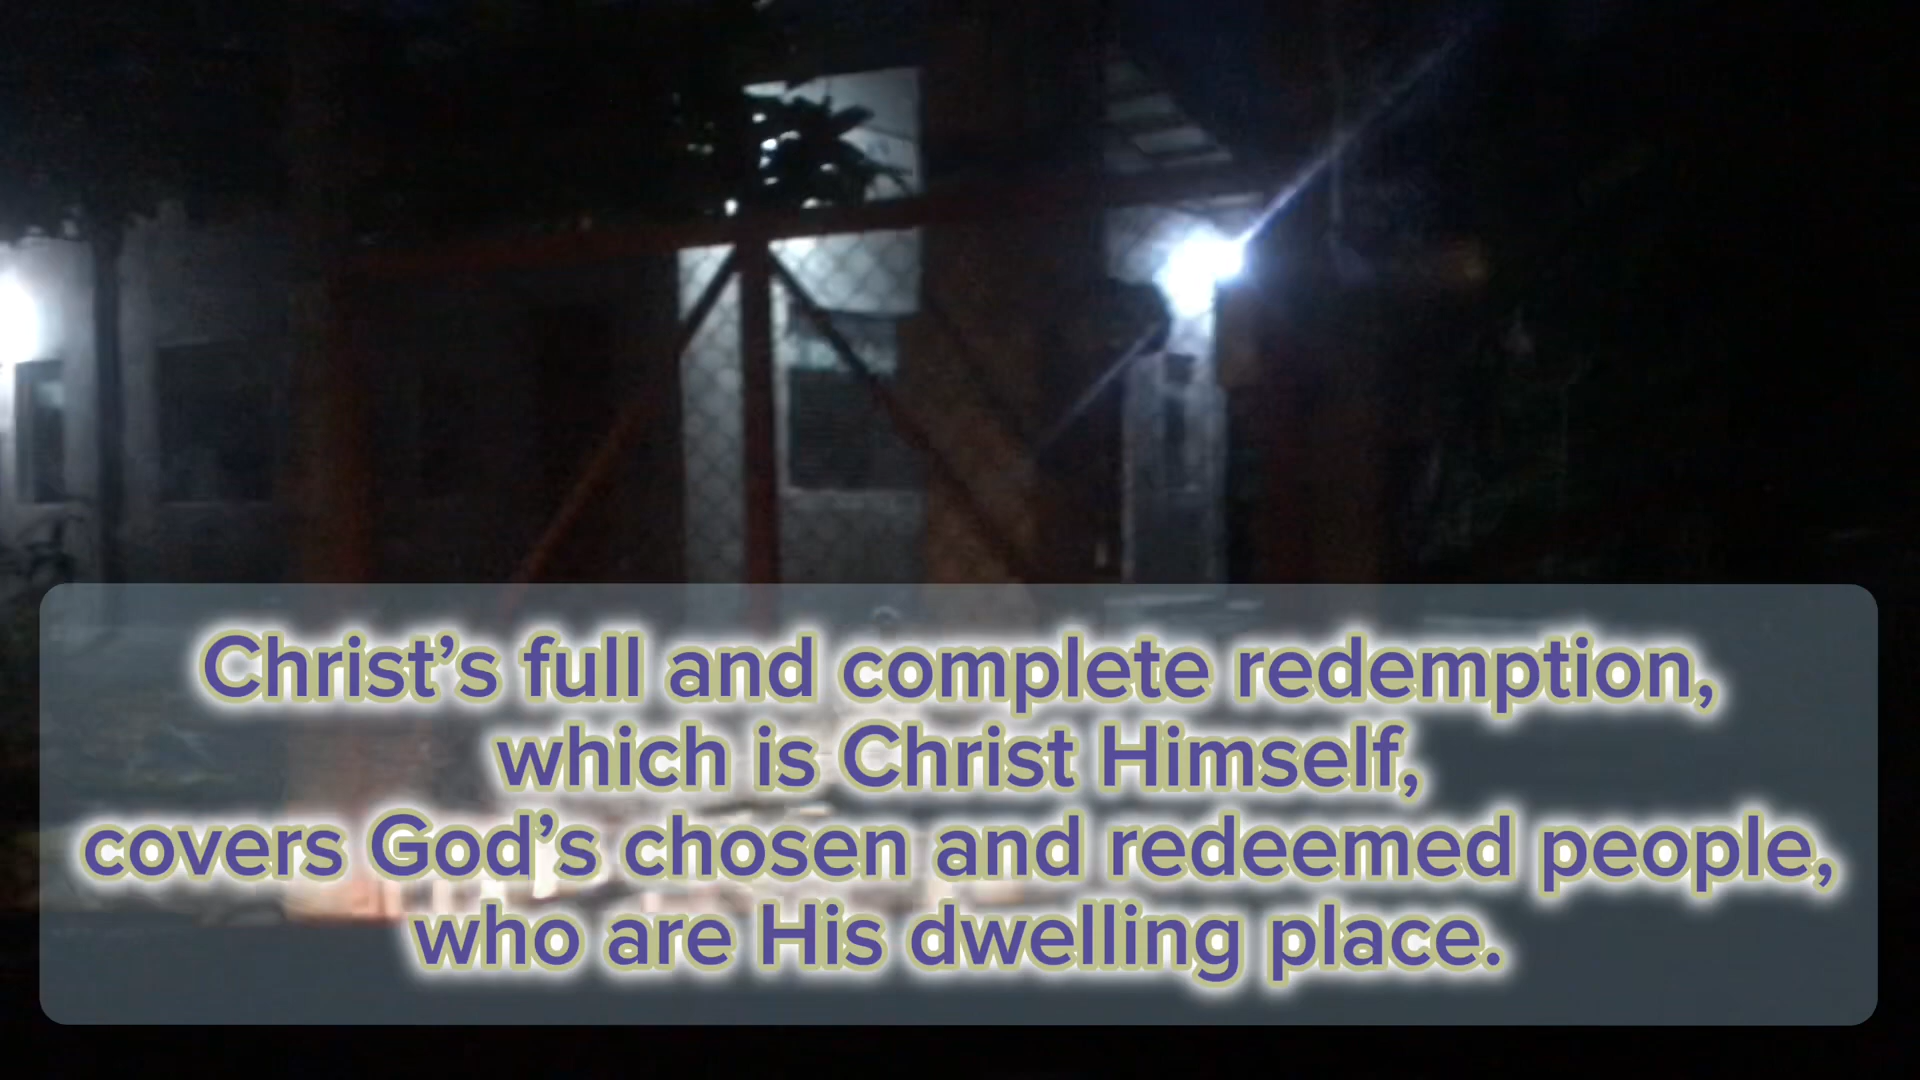 Christ’s full and complete redemption,
which is Christ Himself,
covers God’s chosen and redeemed people,
who are His dwelling place.